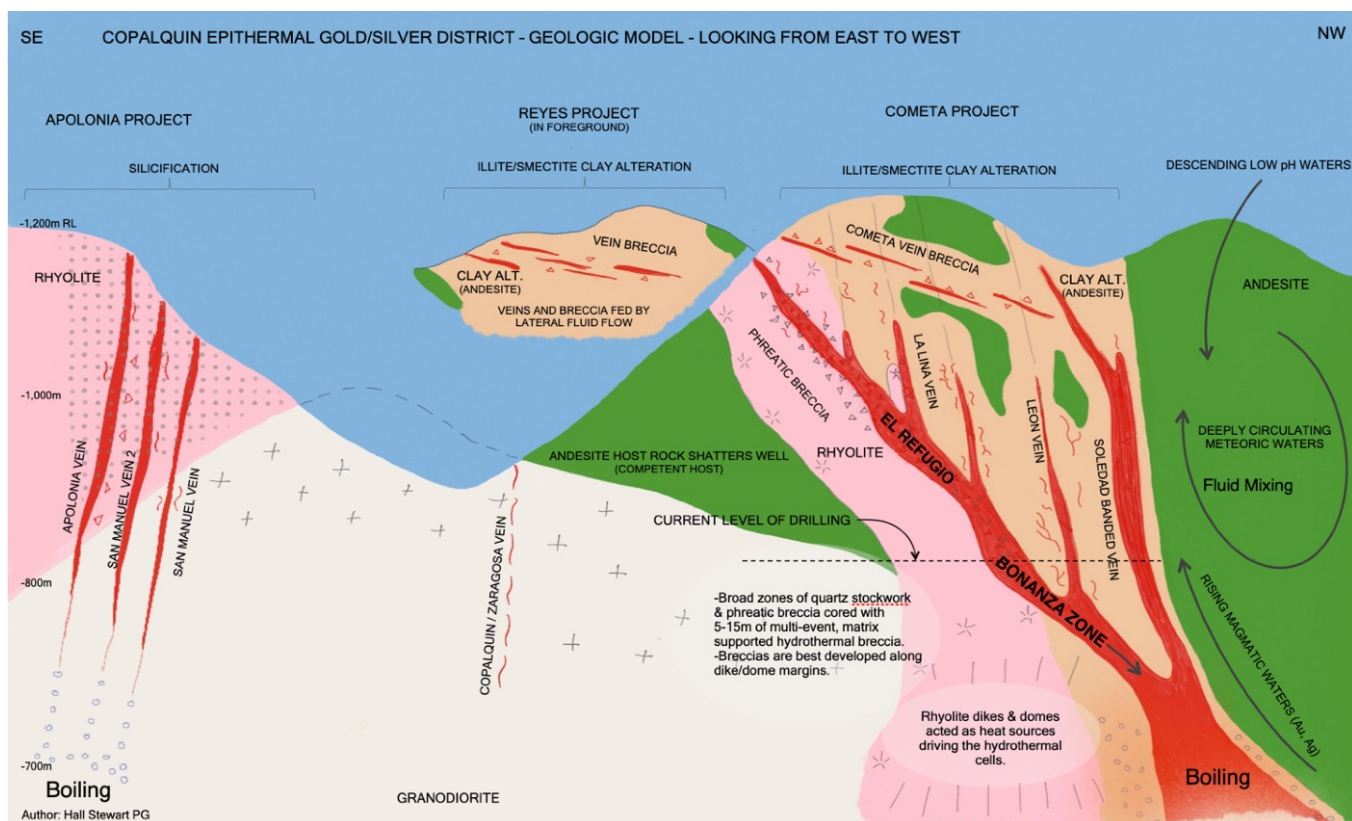 SE
COPALQUIN EPITHERMAL GOLD/SILVER DISTRICT - GEOLOGIC MODEL - LOOKING FROM EAST TO WEST
NW
APOLONIA PROJECT
REYES PROJECT
(IN FOREGROUND)
COMETA PROJECT
SILICIFICATION
ILLITE/SMECTITE CLAY ALTERATION
ILLITE/SMECTITE CLAY ALTERATION
DESCENDING LOW pH WATERS
-1,200m RL
RHYOLITE
VEIN BRECCIA
CLAY ALT.
(ANDESITE)
VEINS AND BRECCIA FED BY
LATERAL FLUID FLOW
COMETA VEIN BRECCIA
CLAY ALT.
(ANDESITE)
ANDESITE
-1,000m
PHREATIC BRECCIA
LA LINA VEIN
EL REFUGIO
LEON VEIN
SOLEDAD BANDED VEIN
DEEPLY CIRCULATING
METEORIC WATERS
Fluid Mixing
APOLONIA VEIN
SAN MANUEL VEIN 2
SAN MANUEL VEIN
ANDESITE HOST ROCK SHATTERS WELL
(COMPETENT HOST)
RHYOLITE
CURRENT LEVEL OF DRILLING
COPALQUIN / ZARAGOSA VEIN
-800m
BONANZA ZONE
RISING MAGMATIC WATERS (Au, Ag)
-Broad zones of quartz stockwork
& phreatic breccia cored with
5-15m of multi-event, matrix
supported hydrothermal breccia.
-Breccias are best developed along
dike/dome margins.
Rhyolite dikes & domes
acted as heat sources
driving the hydrothermal
cells.
-700m
Boiling
GRANODIORITE
Boiling
Author: Hall Stewart PG